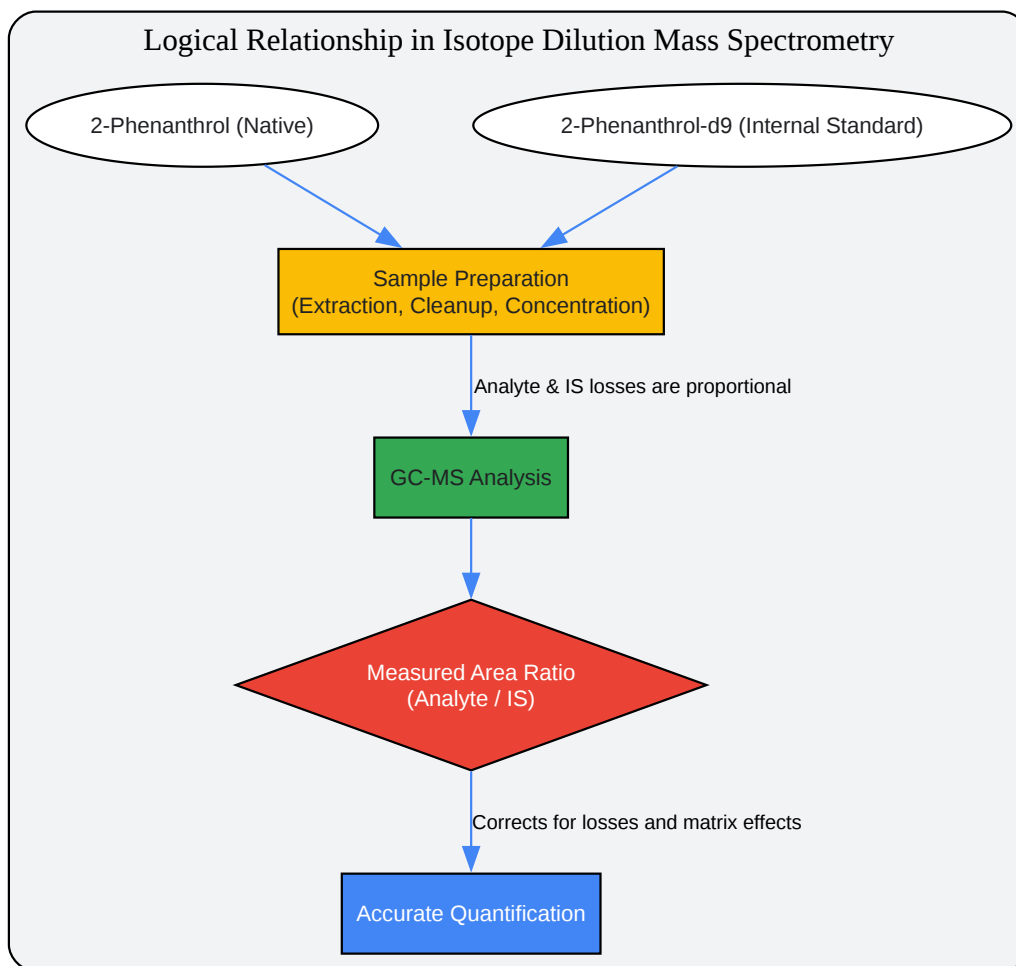 Logical Relationship in Isotope Dilution Mass Spectrometry
2-Phenanthrol (Native)
2-Phenanthrol-d9 (Internal Standard)
Sample Preparation
(Extraction, Cleanup, Concentration)
Analyte & IS losses are proportional
GC-MS Analysis
Measured Area Ratio
(Analyte / IS)
Corrects for losses and matrix effects
Accurate Quantification